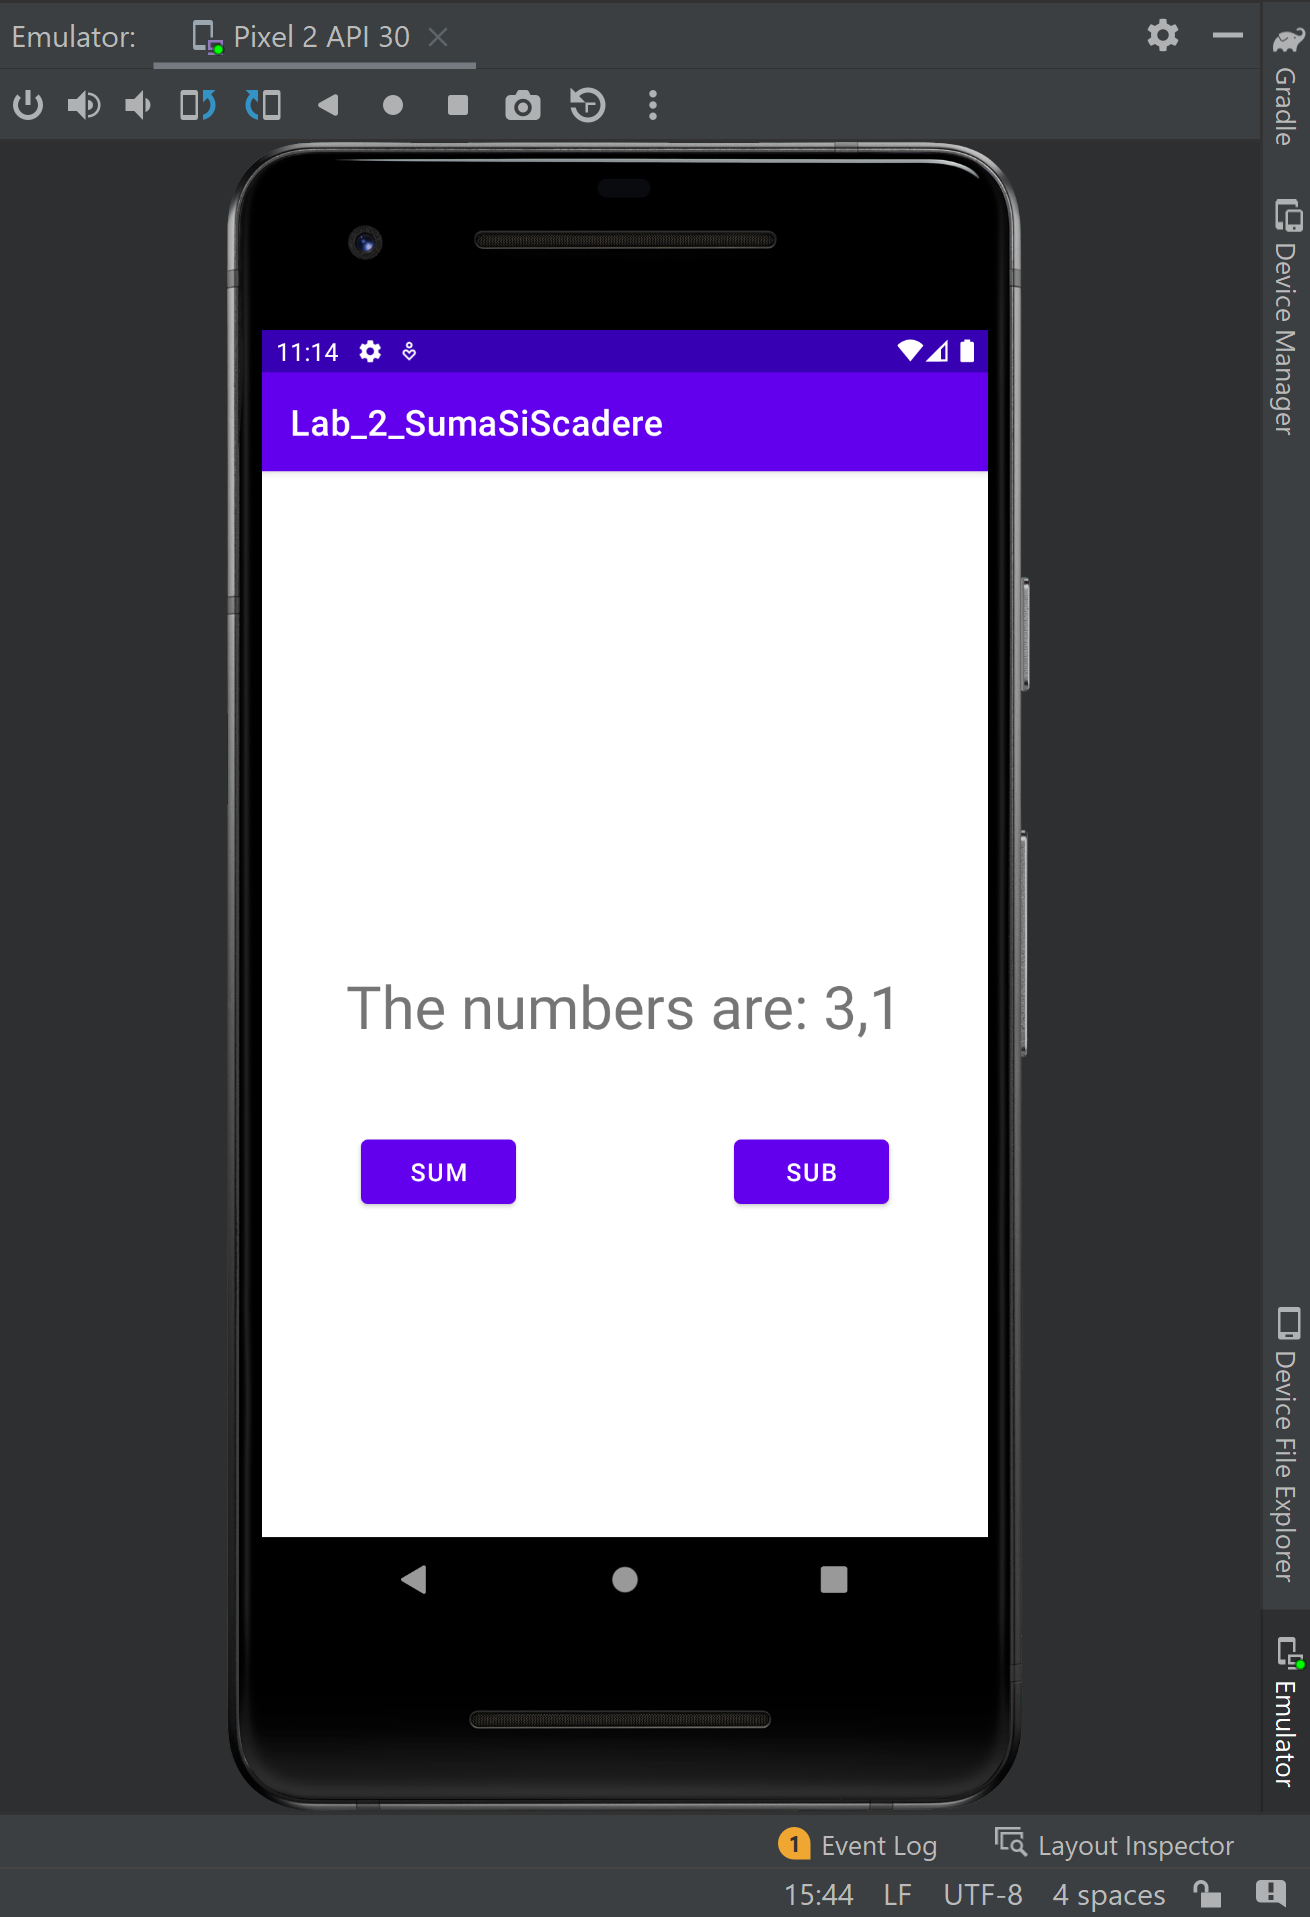 Emulator: Pixel 2 API 30
Gradle
Device Manager
11:14
Lab_2_SumaSiScadere
The numbers are: 3,1
SUM SUB
Device File Explorer
Emulator
1 Event Log Layout Inspector
15:44 LF UTF-8 4 spaces